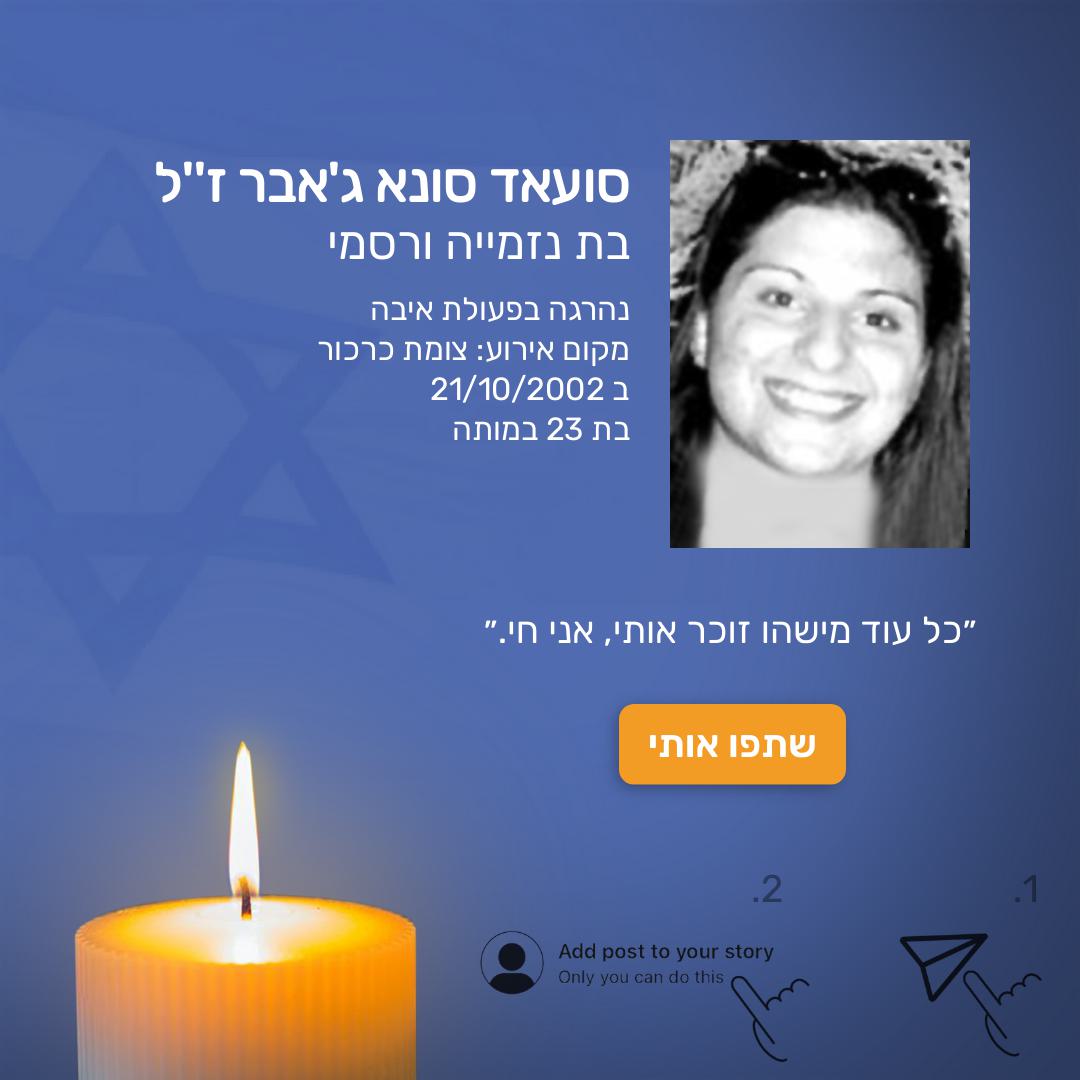 סועאד סונא ג'אבר ז''ל
בת נזמייה ורסמי
נהרגה בפעולת איבה
מקום אירוע: צומת כרכור
ב 21/10/2002
בת 23 במותה
״כל עוד מישהו זוכר אותי, אני חי.״
שתפו אותי
1.
2.
Add post to your story
Only you can do this